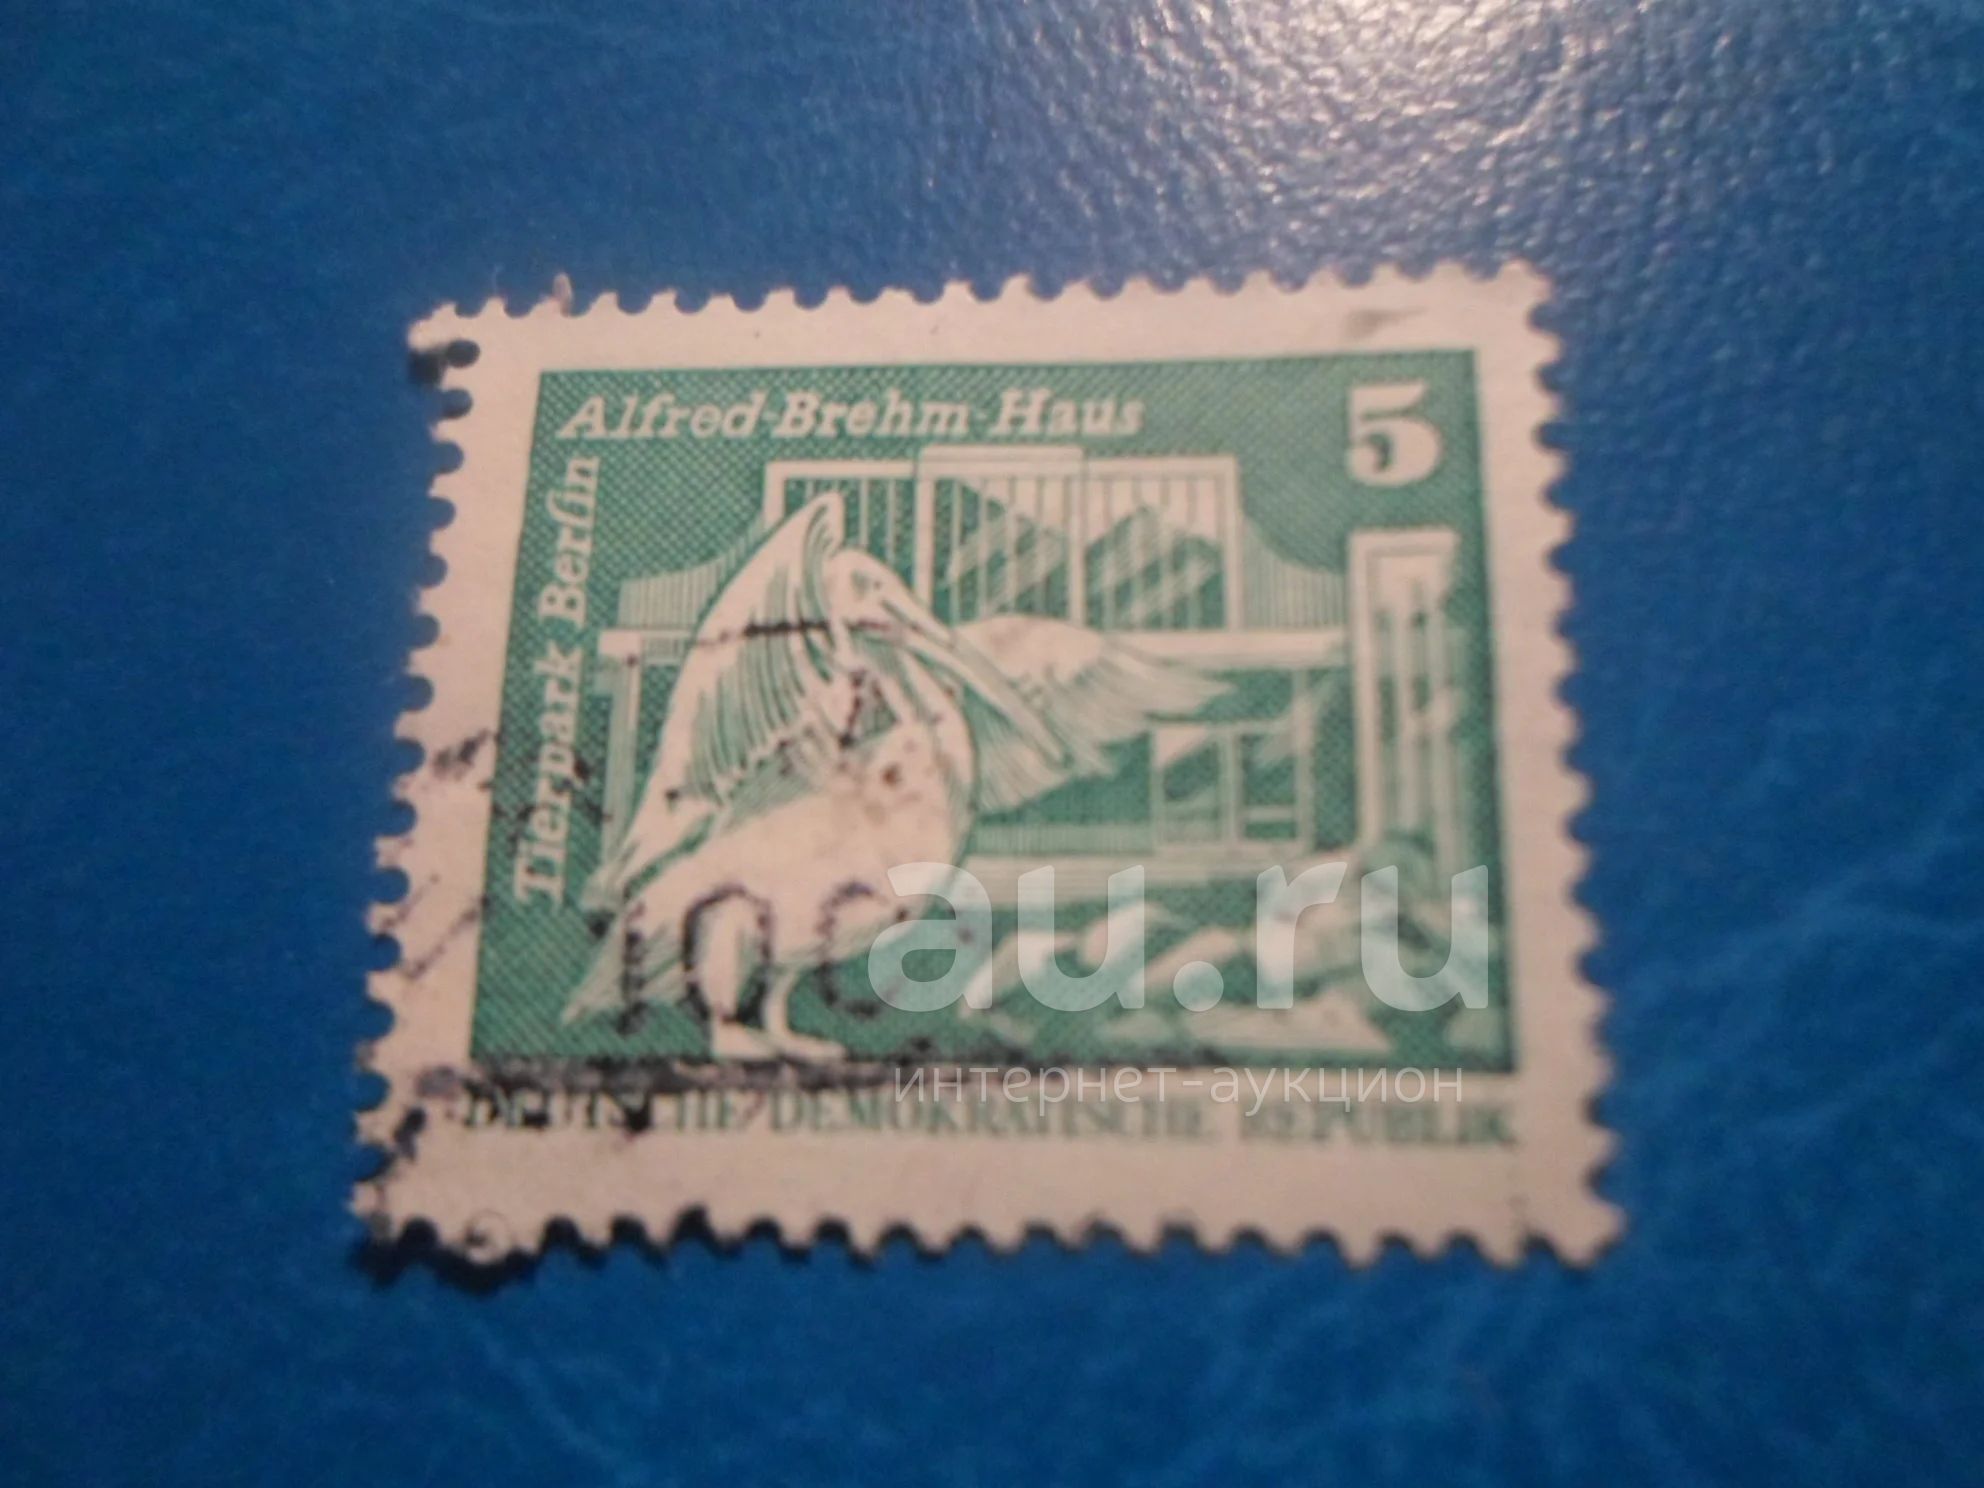 Alfred-Brehm-Haus
5
Tierpark Berlin
au.ru
интернет-аукцион
DEUTSCHE DEMOKRATISCHE REPUBLIK